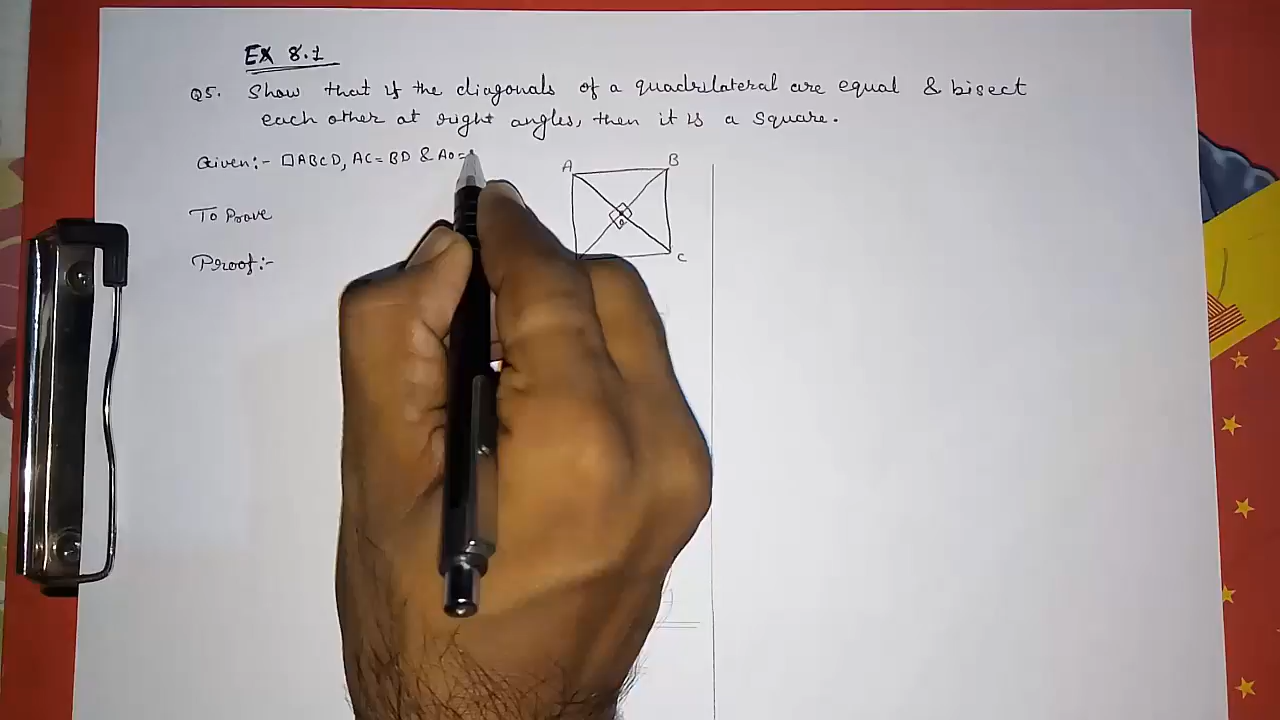 EX 8.1
Q5. Show that if the diagonals of a quadrilateral are equal & bisect
each other at right angles, then it is a square.
Given:- □ABCD, AC = BD & AO =
A B
O
C
To Prove
Proof:-